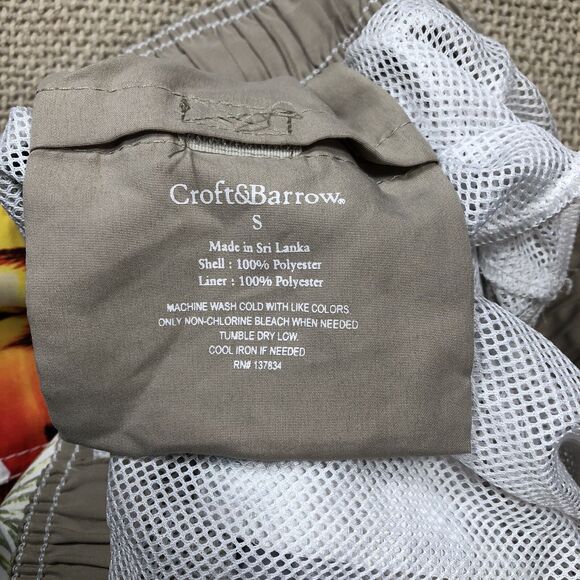 Croft&Barrow®
S
Made in Sri Lanka
Shell : 100% Polyester
Liner : 100% Polyester
MACHINE WASH COLD WITH LIKE COLORS.
ONLY NON-CHLORINE BLEACH WHEN NEEDED
TUMBLE DRY LOW.
COOL IRON IF NEEDED
RN# 137834